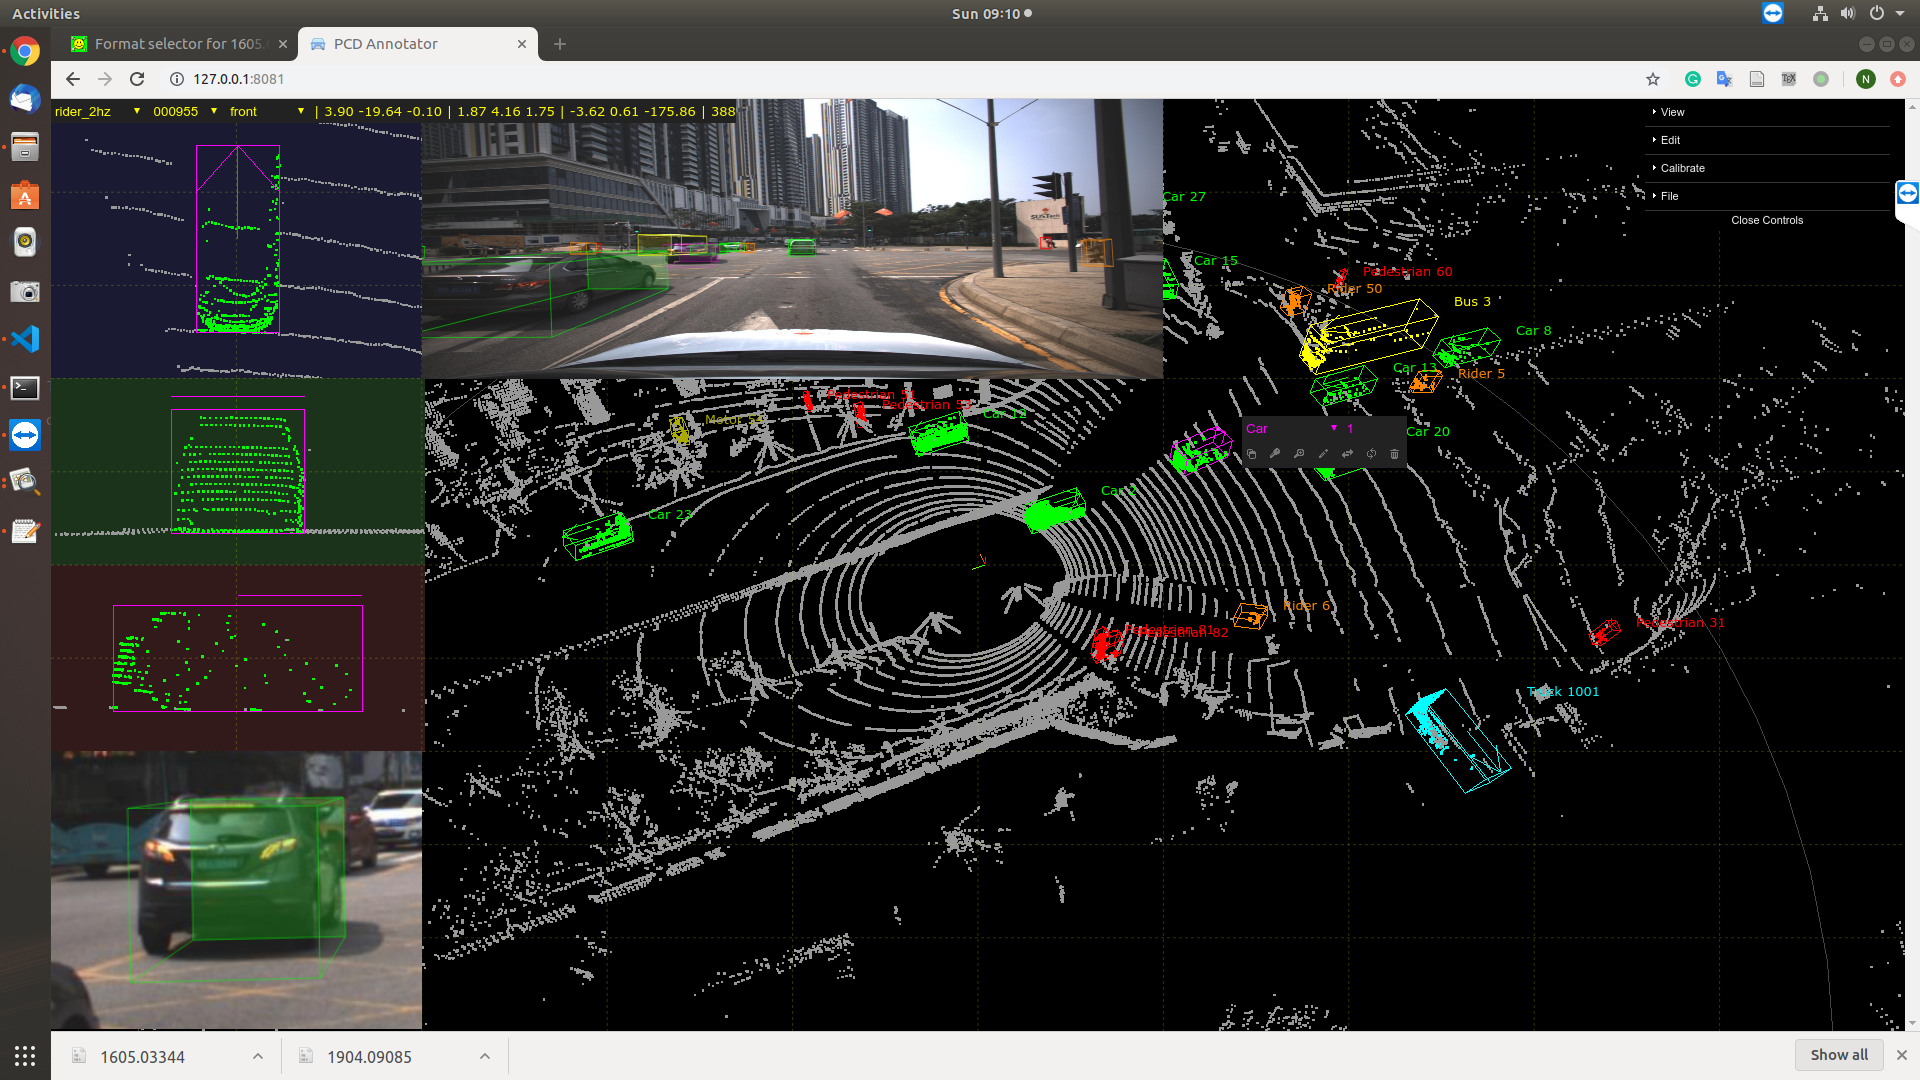 Activities
Sun 09:10
Format selector for 1605.
PCD Annotator
127.0.0.1:8081
N
rider_2hz 000955 front | 3.90 -19.64 -0.10 | 1.87 4.16 1.75 | -3.62 0.61 -175.86 | 388
View
Edit
Calibrate
File
Close Controls
Car 27
Car 15
Pedestrian 60
Rider 50
Bus 3
Car 8
Car 13
Rider 5
Pedestrian 51
Motor 54
Car 19
Car 1
Car 20
Car 2
Car 23
Rider 6
Pedestrian 81
Pedestrian 82
Pedestrian 31
Truck 1001
1605.03344
1904.09085
Show all